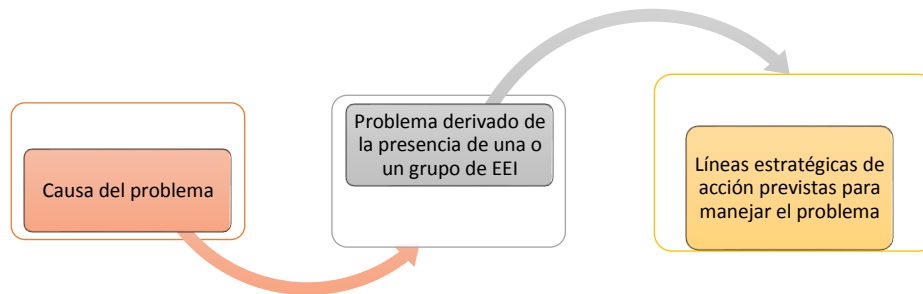 Causa del problema
Problema derivado de
la presencia de una o
un grupo de EEI
Líneas estratégicas de
acción previstas para
manejar el problema